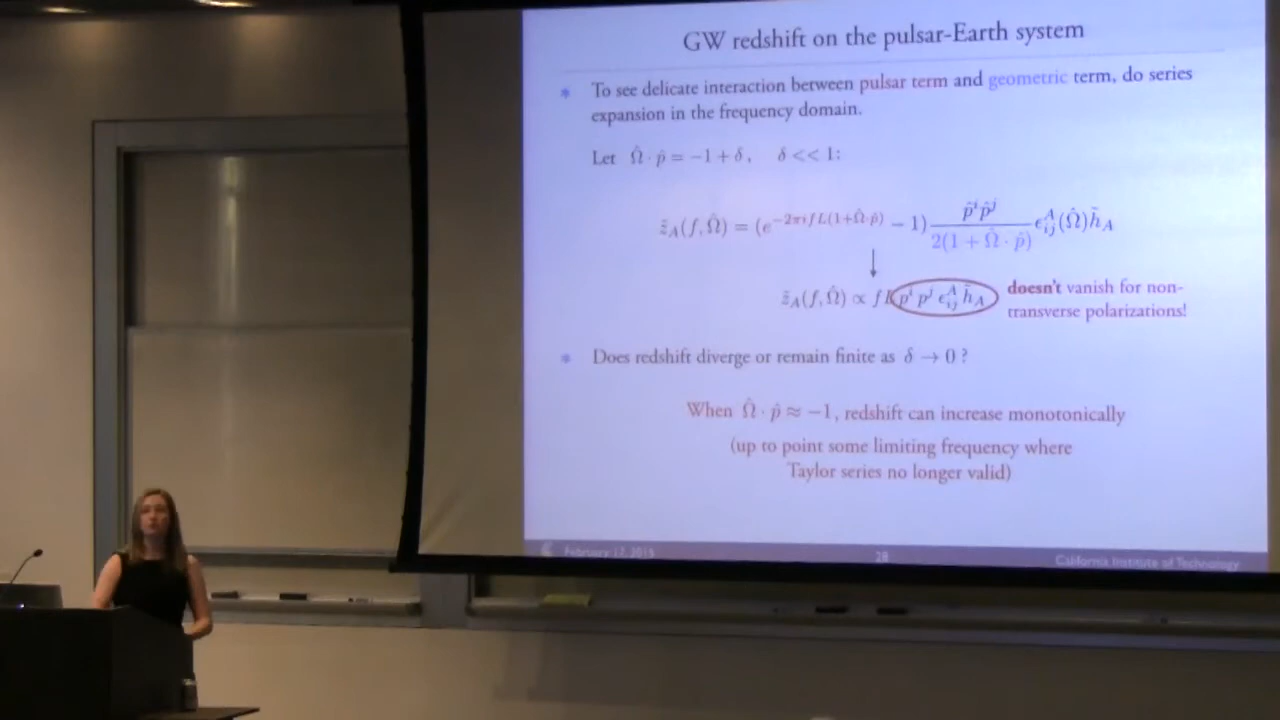 GW redshift on the pulsar-Earth system
* To see delicate interaction between pulsar term and geometric term, do series
expansion in the frequency domain.
Let Ω̂ · p̂ = −1 + δ, δ << 1:
z̃_A(f, Ω̂) = (e^{−2πifL(1+Ω̂·p̂)} − 1) p̂^i p̂^j / 2(1 + Ω̂ · p̂) ϵ^A_{ij}(Ω̂)h̃_A
↓
z̃_A(f, Ω̂) ∝ fL p^i p^j ϵ^A_{ij} h̃_A doesn't vanish for non-
transverse polarizations!
* Does redshift diverge or remain finite as δ → 0 ?
When Ω̂ · p̂ ≈ −1, redshift can increase monotonically
(up to point some limiting frequency where
Taylor series no longer valid)
February 17, 2015 28 California Institute of Technology